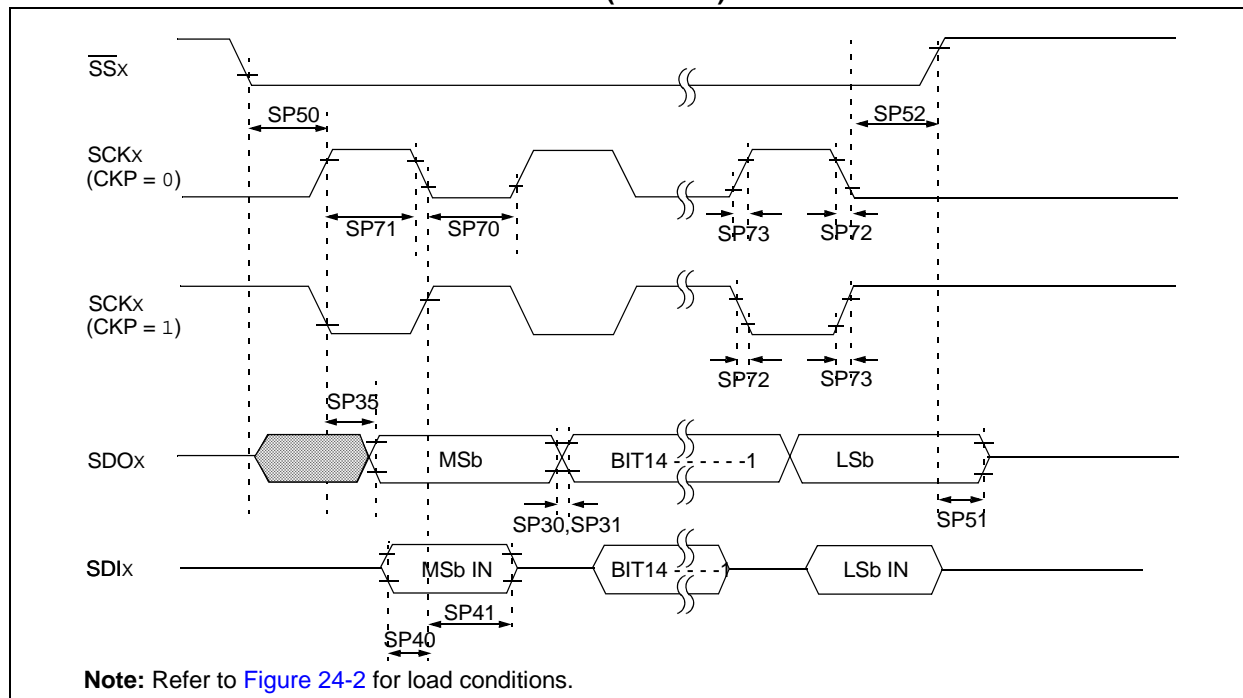 SSx
SP50
SP52
SCKx
(CKP = 0)
SP71
SP70
SP73
SP72
SCKx
(CKP = 1)
SP72
SP73
SP35
SDOx
MSb
BIT14 - - - - - -1
LSb
SP30,SP31
SP51
SDIx
MSb IN
BIT14 - - - -1
LSb IN
SP41
SP40
Note: Refer to Figure 24-2 for load conditions.